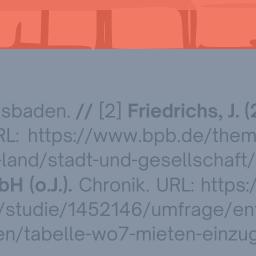 sbaden. // [2] Friedrichs, J. (2
RL: https://www.bpb.de/them
-land/stadt-und-gesellschaft/
bH (o.J.). Chronik. URL: https:/
/studie/1452146/umfrage/ent
en/tabelle-wo7-mieten-einzug